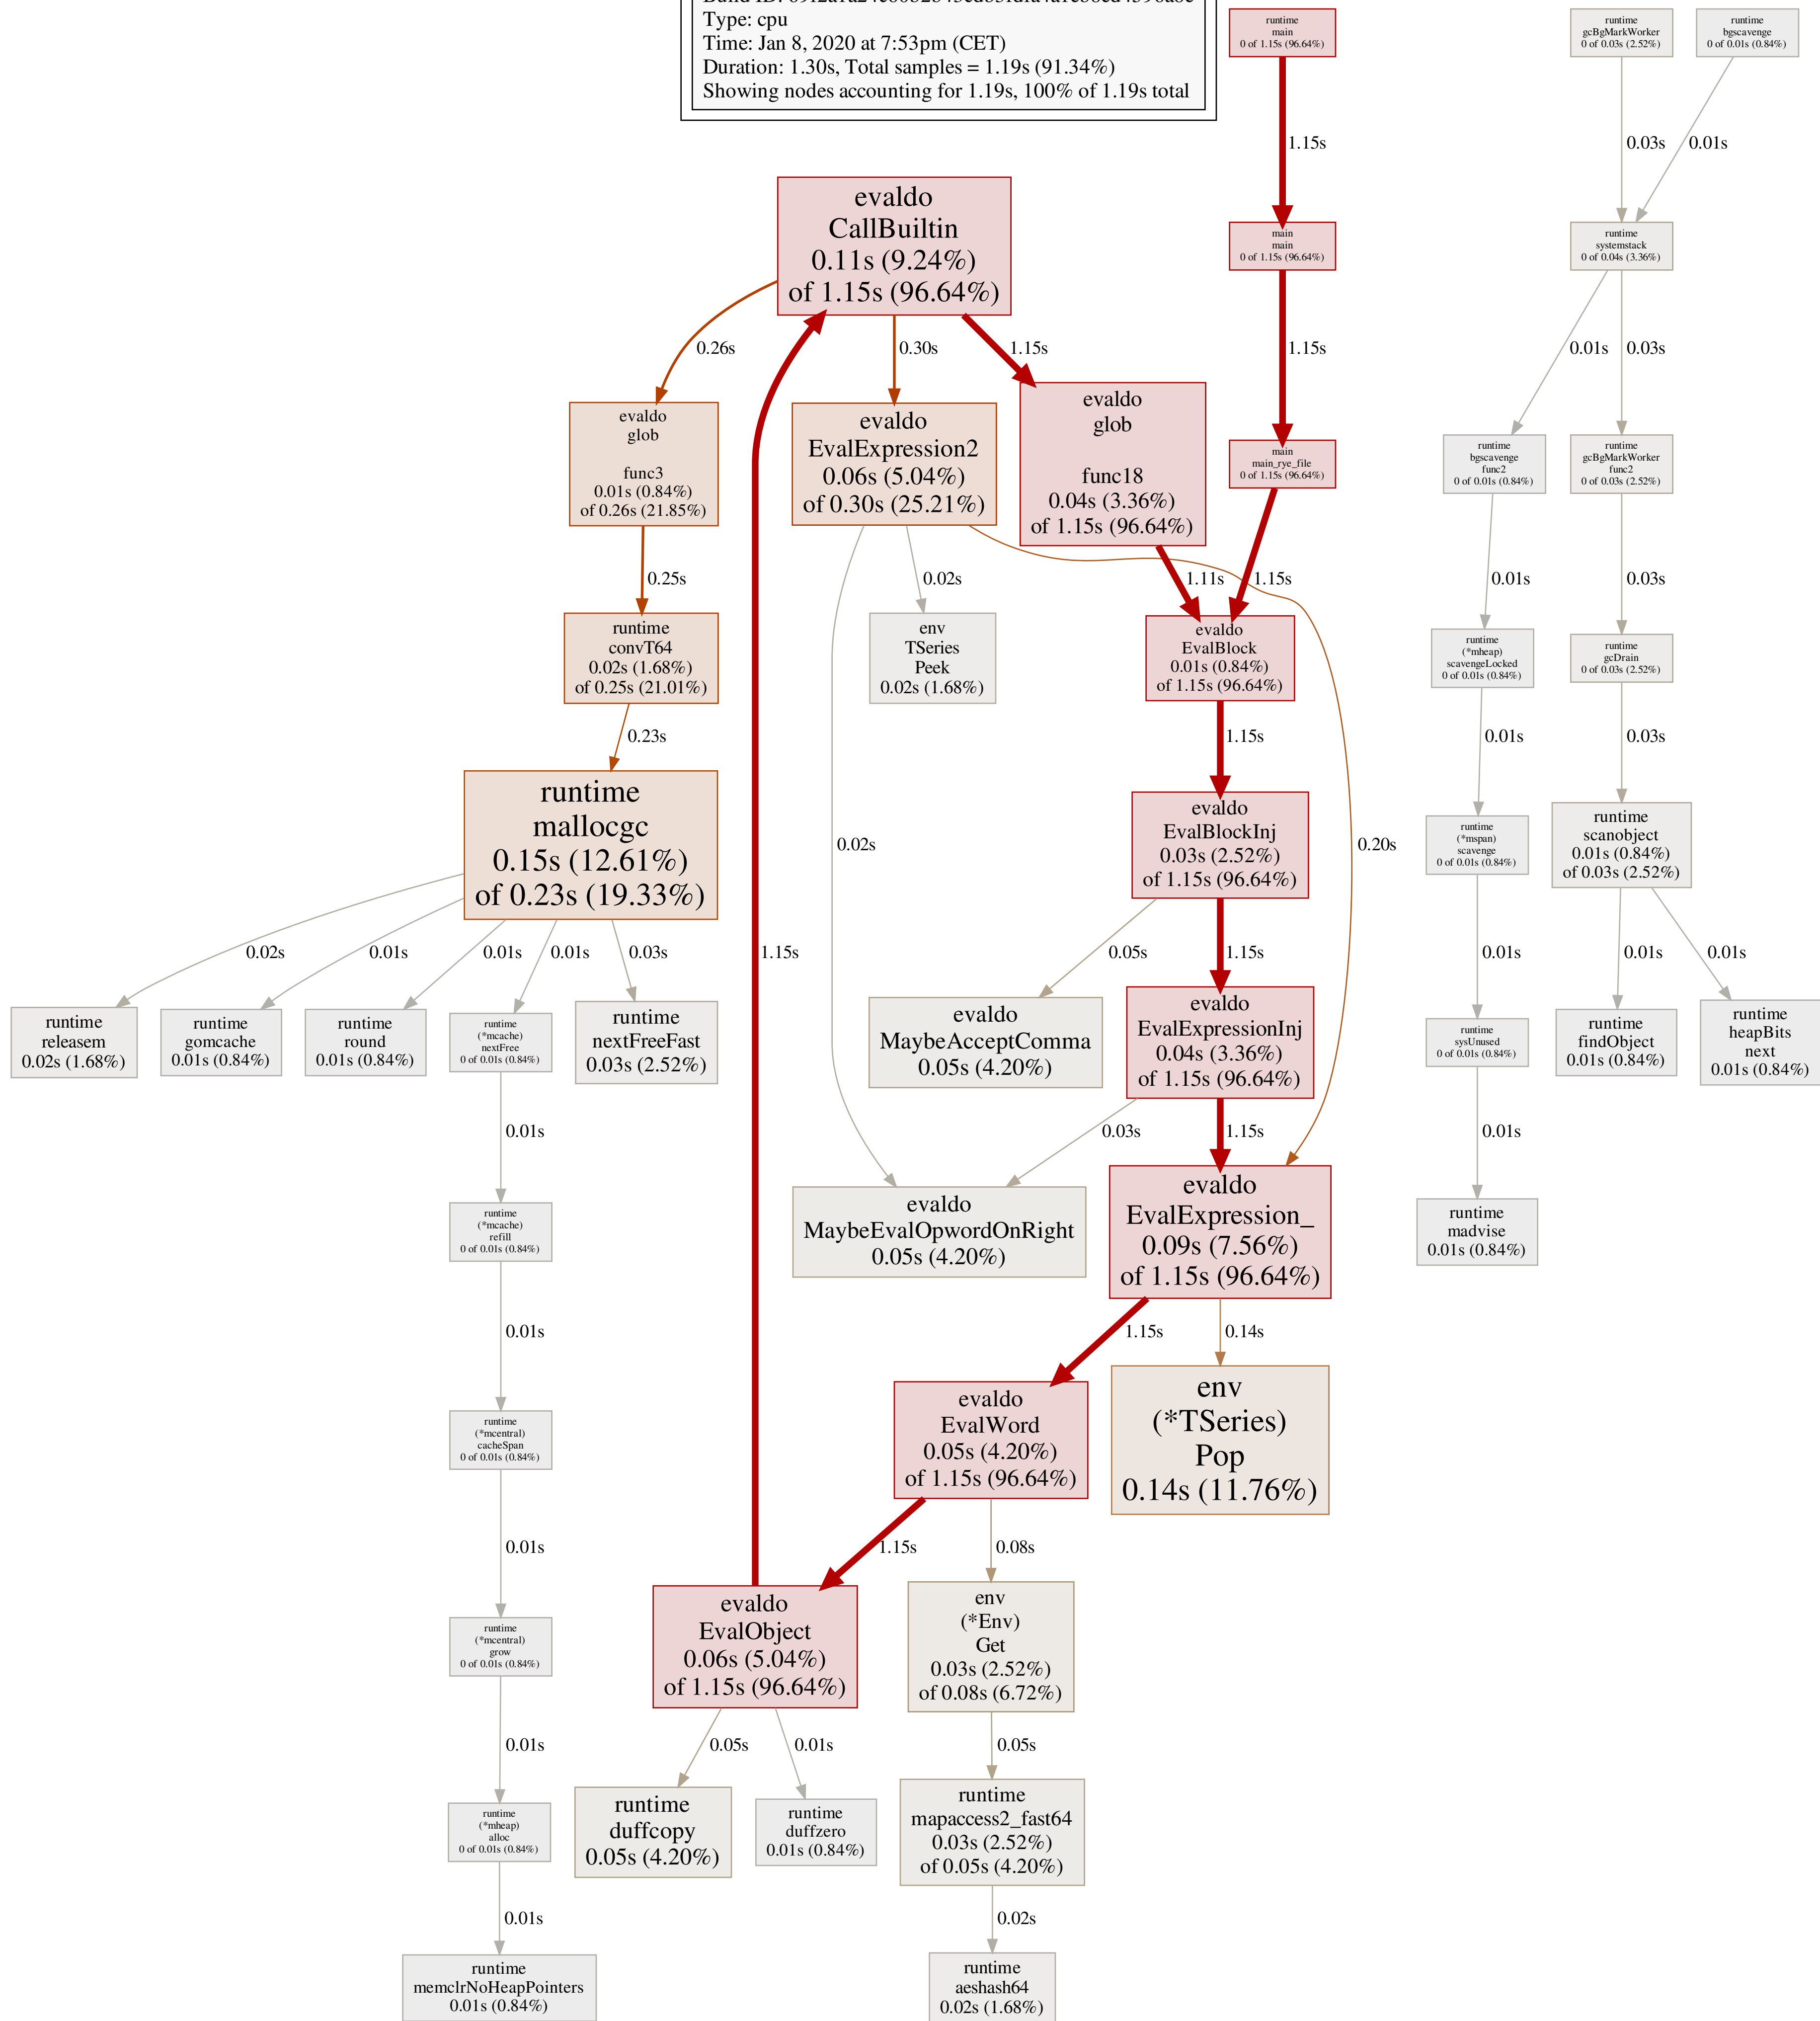 Type: cpu
Time: Jan 8, 2020 at 7:53pm (CET)
Duration: 1.30s, Total samples = 1.19s (91.34%)
Showing nodes accounting for 1.19s, 100% of 1.19s total
runtime
main
0 of 1.15s (96.64%)
runtime
gcBgMarkWorker
0 of 0.03s (2.52%)
runtime
bgscavenge
0 of 0.01s (0.84%)
1.15s
0.03s
0.01s
evaldo
CallBuiltin
0.11s (9.24%)
of 1.15s (96.64%)
main
main
0 of 1.15s (96.64%)
runtime
systemstack
0 of 0.04s (3.36%)
0.26s
0.30s
1.15s
1.15s
0.01s
0.03s
evaldo
glob
func3
0.01s (0.84%)
of 0.26s (21.85%)
evaldo
EvalExpression2
0.06s (5.04%)
of 0.30s (25.21%)
evaldo
glob
func18
0.04s (3.36%)
of 1.15s (96.64%)
main
main_rye_file
0 of 1.15s (96.64%)
runtime
bgscavenge
func2
0 of 0.01s (0.84%)
runtime
gcBgMarkWorker
func2
0 of 0.03s (2.52%)
0.25s
0.02s
1.11s
1.15s
0.01s
0.03s
runtime
convT64
0.02s (1.68%)
of 0.25s (21.01%)
env
TSeries
Peek
0.02s (1.68%)
evaldo
EvalBlock
0.01s (0.84%)
of 1.15s (96.64%)
runtime
(*mheap)
scavengeLocked
0 of 0.01s (0.84%)
runtime
gcDrain
0 of 0.03s (2.52%)
0.23s
1.15s
0.01s
0.03s
runtime
mallocgc
0.15s (12.61%)
of 0.23s (19.33%)
0.02s
evaldo
EvalBlockInj
0.03s (2.52%)
of 1.15s (96.64%)
0.20s
runtime
(*mspan)
scavenge
0 of 0.01s (0.84%)
runtime
scanobject
0.01s (0.84%)
of 0.03s (2.52%)
0.02s
0.01s
0.01s
0.01s
0.03s
1.15s
0.05s
1.15s
0.01s
0.01s
0.01s
runtime
releasem
0.02s (1.68%)
runtime
gomcache
0.01s (0.84%)
runtime
round
0.01s (0.84%)
runtime
(*mcache)
nextFree
0 of 0.01s (0.84%)
runtime
nextFreeFast
0.03s (2.52%)
evaldo
MaybeAcceptComma
0.05s (4.20%)
evaldo
EvalExpressionInj
0.04s (3.36%)
of 1.15s (96.64%)
runtime
sysUnused
0 of 0.01s (0.84%)
runtime
findObject
0.01s (0.84%)
runtime
heapBits
next
0.01s (0.84%)
0.01s
0.03s
1.15s
0.01s
runtime
(*mcache)
refill
0 of 0.01s (0.84%)
evaldo
MaybeEvalOpwordOnRight
0.05s (4.20%)
evaldo
EvalExpression_
0.09s (7.56%)
of 1.15s (96.64%)
runtime
madvise
0.01s (0.84%)
0.01s
1.15s
0.14s
runtime
(*mcentral)
cacheSpan
0 of 0.01s (0.84%)
evaldo
EvalWord
0.05s (4.20%)
of 1.15s (96.64%)
env
(*TSeries)
Pop
0.14s (11.76%)
0.01s
1.15s
0.08s
runtime
(*mcentral)
grow
0 of 0.01s (0.84%)
evaldo
EvalObject
0.06s (5.04%)
of 1.15s (96.64%)
env
(*Env)
Get
0.03s (2.52%)
of 0.08s (6.72%)
0.01s
0.05s
0.01s
0.05s
runtime
(*mheap)
alloc
0 of 0.01s (0.84%)
runtime
duffcopy
0.05s (4.20%)
runtime
duffzero
0.01s (0.84%)
runtime
mapaccess2_fast64
0.03s (2.52%)
of 0.05s (4.20%)
0.01s
0.02s
runtime
memclrNoHeapPointers
0.01s (0.84%)
runtime
aeshash64
0.02s (1.68%)